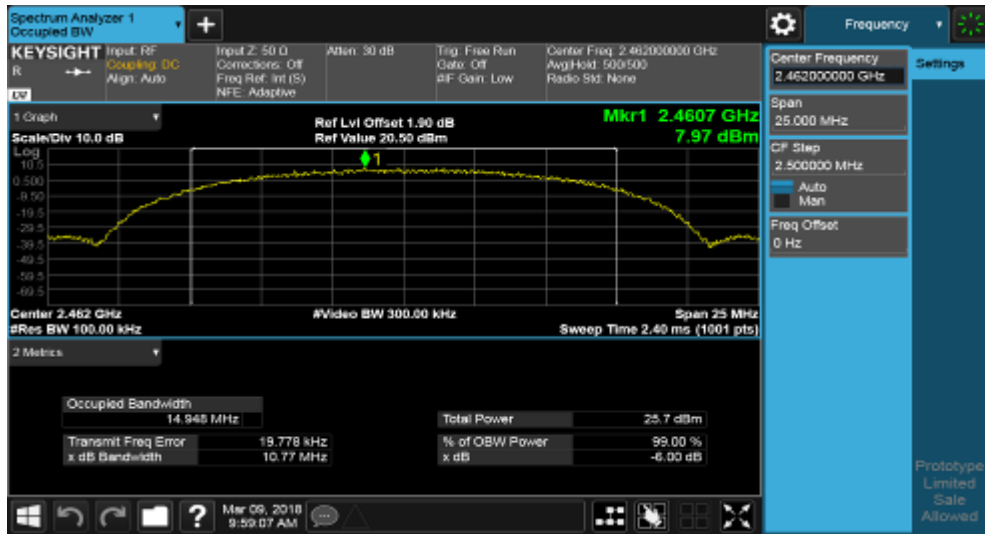 Spectrum Analyzer 1
Occupied BW
+
Frequency
KEYSIGHT
R
Input: RF
Coupling: DC
Align: Auto
Input Z: 50 Ω
Corrections: Off
Freq Ref: Int (S)
NFE: Adaptive
Atten: 30 dB
Trig: Free Run
Gate: Off
#IF Gain: Low
Center Freq: 2.462000000 GHz
Avg|Hold: 500/500
Radio Std: None
1 Graph
Scale/Div 10.0 dB
Ref Lvl Offset 1.90 dB
Ref Value 20.50 dBm
Mkr1 2.4607 GHz
7.97 dBm
Log
10.5
0.500
-9.50
-19.5
-29.5
-39.5
-49.5
-59.5
-69.5
1
Center 2.462 GHz
#Video BW 300.00 kHz
Span 25 MHz
#Res BW 100.00 kHz
Sweep Time 2.40 ms (1001 pts)
2 Metrics
Occupied Bandwidth
14.948 MHz
Total Power 25.7 dBm
Transmit Freq Error 19.778 kHz
% of OBW Power 99.00 %
x dB Bandwidth 10.77 MHz
x dB -6.00 dB
Center Frequency
2.462000000 GHz
Settings
Span
25.000 MHz
CF Step
2.500000 MHz
Auto
Man
Freq Offset
0 Hz
Prototype
Limited
Sale
Allowed
?
Mar 09, 2018
9:59:07 AM